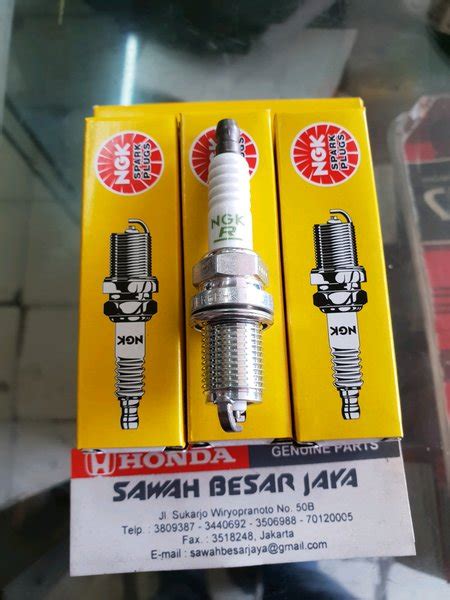 NGK
SPARK
PLUGS
NGK
SPARK
PLUGS
NGK
R
NGK
NGK
HONDA
GENUINE PARTS
SAWAH BESAR JAYA
Jl. Sukarjo Wiryopranoto No. 50B
Telp. : 3809387 - 3440692 - 3506988 - 70120005
Fax. : 3518248, Jakarta
E-mail : sawahbesarjaya@gmail.com